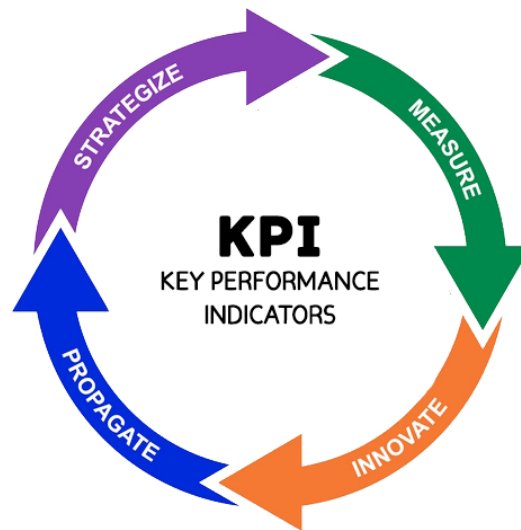 STRATEGIZE
MEASURE
KPI
KEY PERFORMANCE
INDICATORS
PROPAGATE
INNOVATE